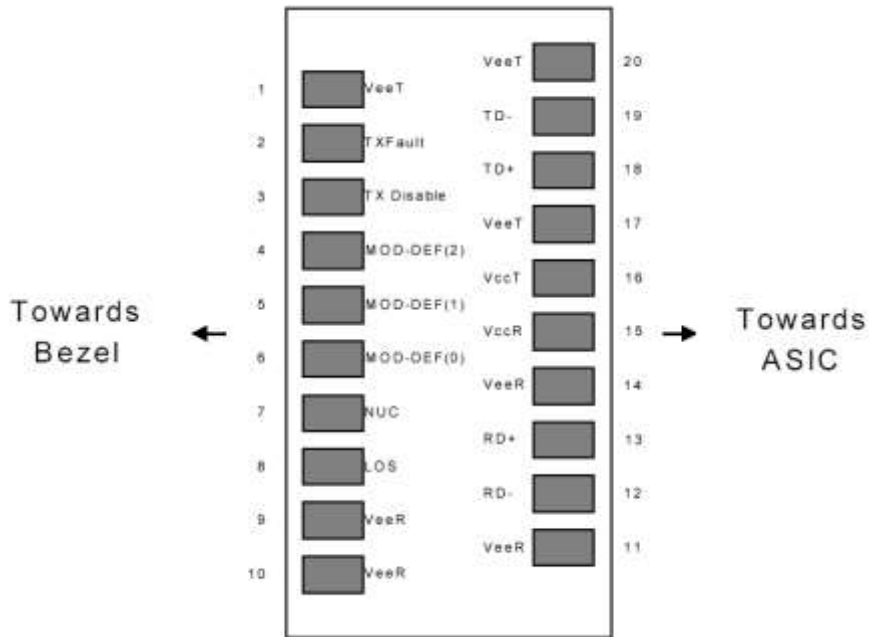 Towards
Bezel
1 VeeT
2 TXFault
3 TX Disable
4 MOD-DEF(2)
5 MOD-DEF(1)
6 MOD-DEF(0)
7 NUC
8 LOS
9 VeeR
10 VeeR
VeeT 20
TD- 19
TD+ 18
VeeT 17
VccT 16
VccR 15
VeeR 14
RD+ 13
RD- 12
VeeR 11
Towards
ASIC